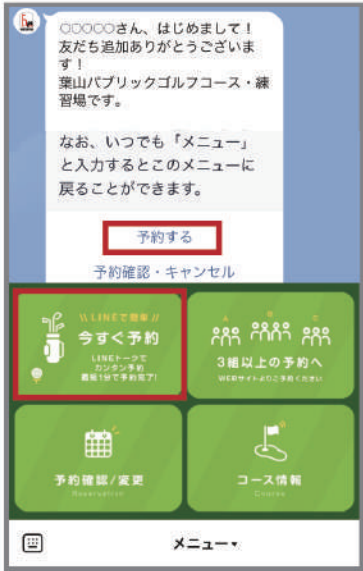 ○○○○○さん、はじめまして！
友だち追加ありがとうございま
す！
葉山パブリックゴルフコース・練
習場です。
なお、いつでも「メニュー」
と入力するとこのメニューに
戻ることができます。
予約する
予約確認・キャンセル
\\ LINEで簡単 //
今すぐ予約
LINEトークで
カンタン予約
最短1分で予約完了!
A B C
3組以上の予約へ
WEBサイトよりご予約ください
予約確認/変更
Reservation
コース情報
Course
メニュー▾